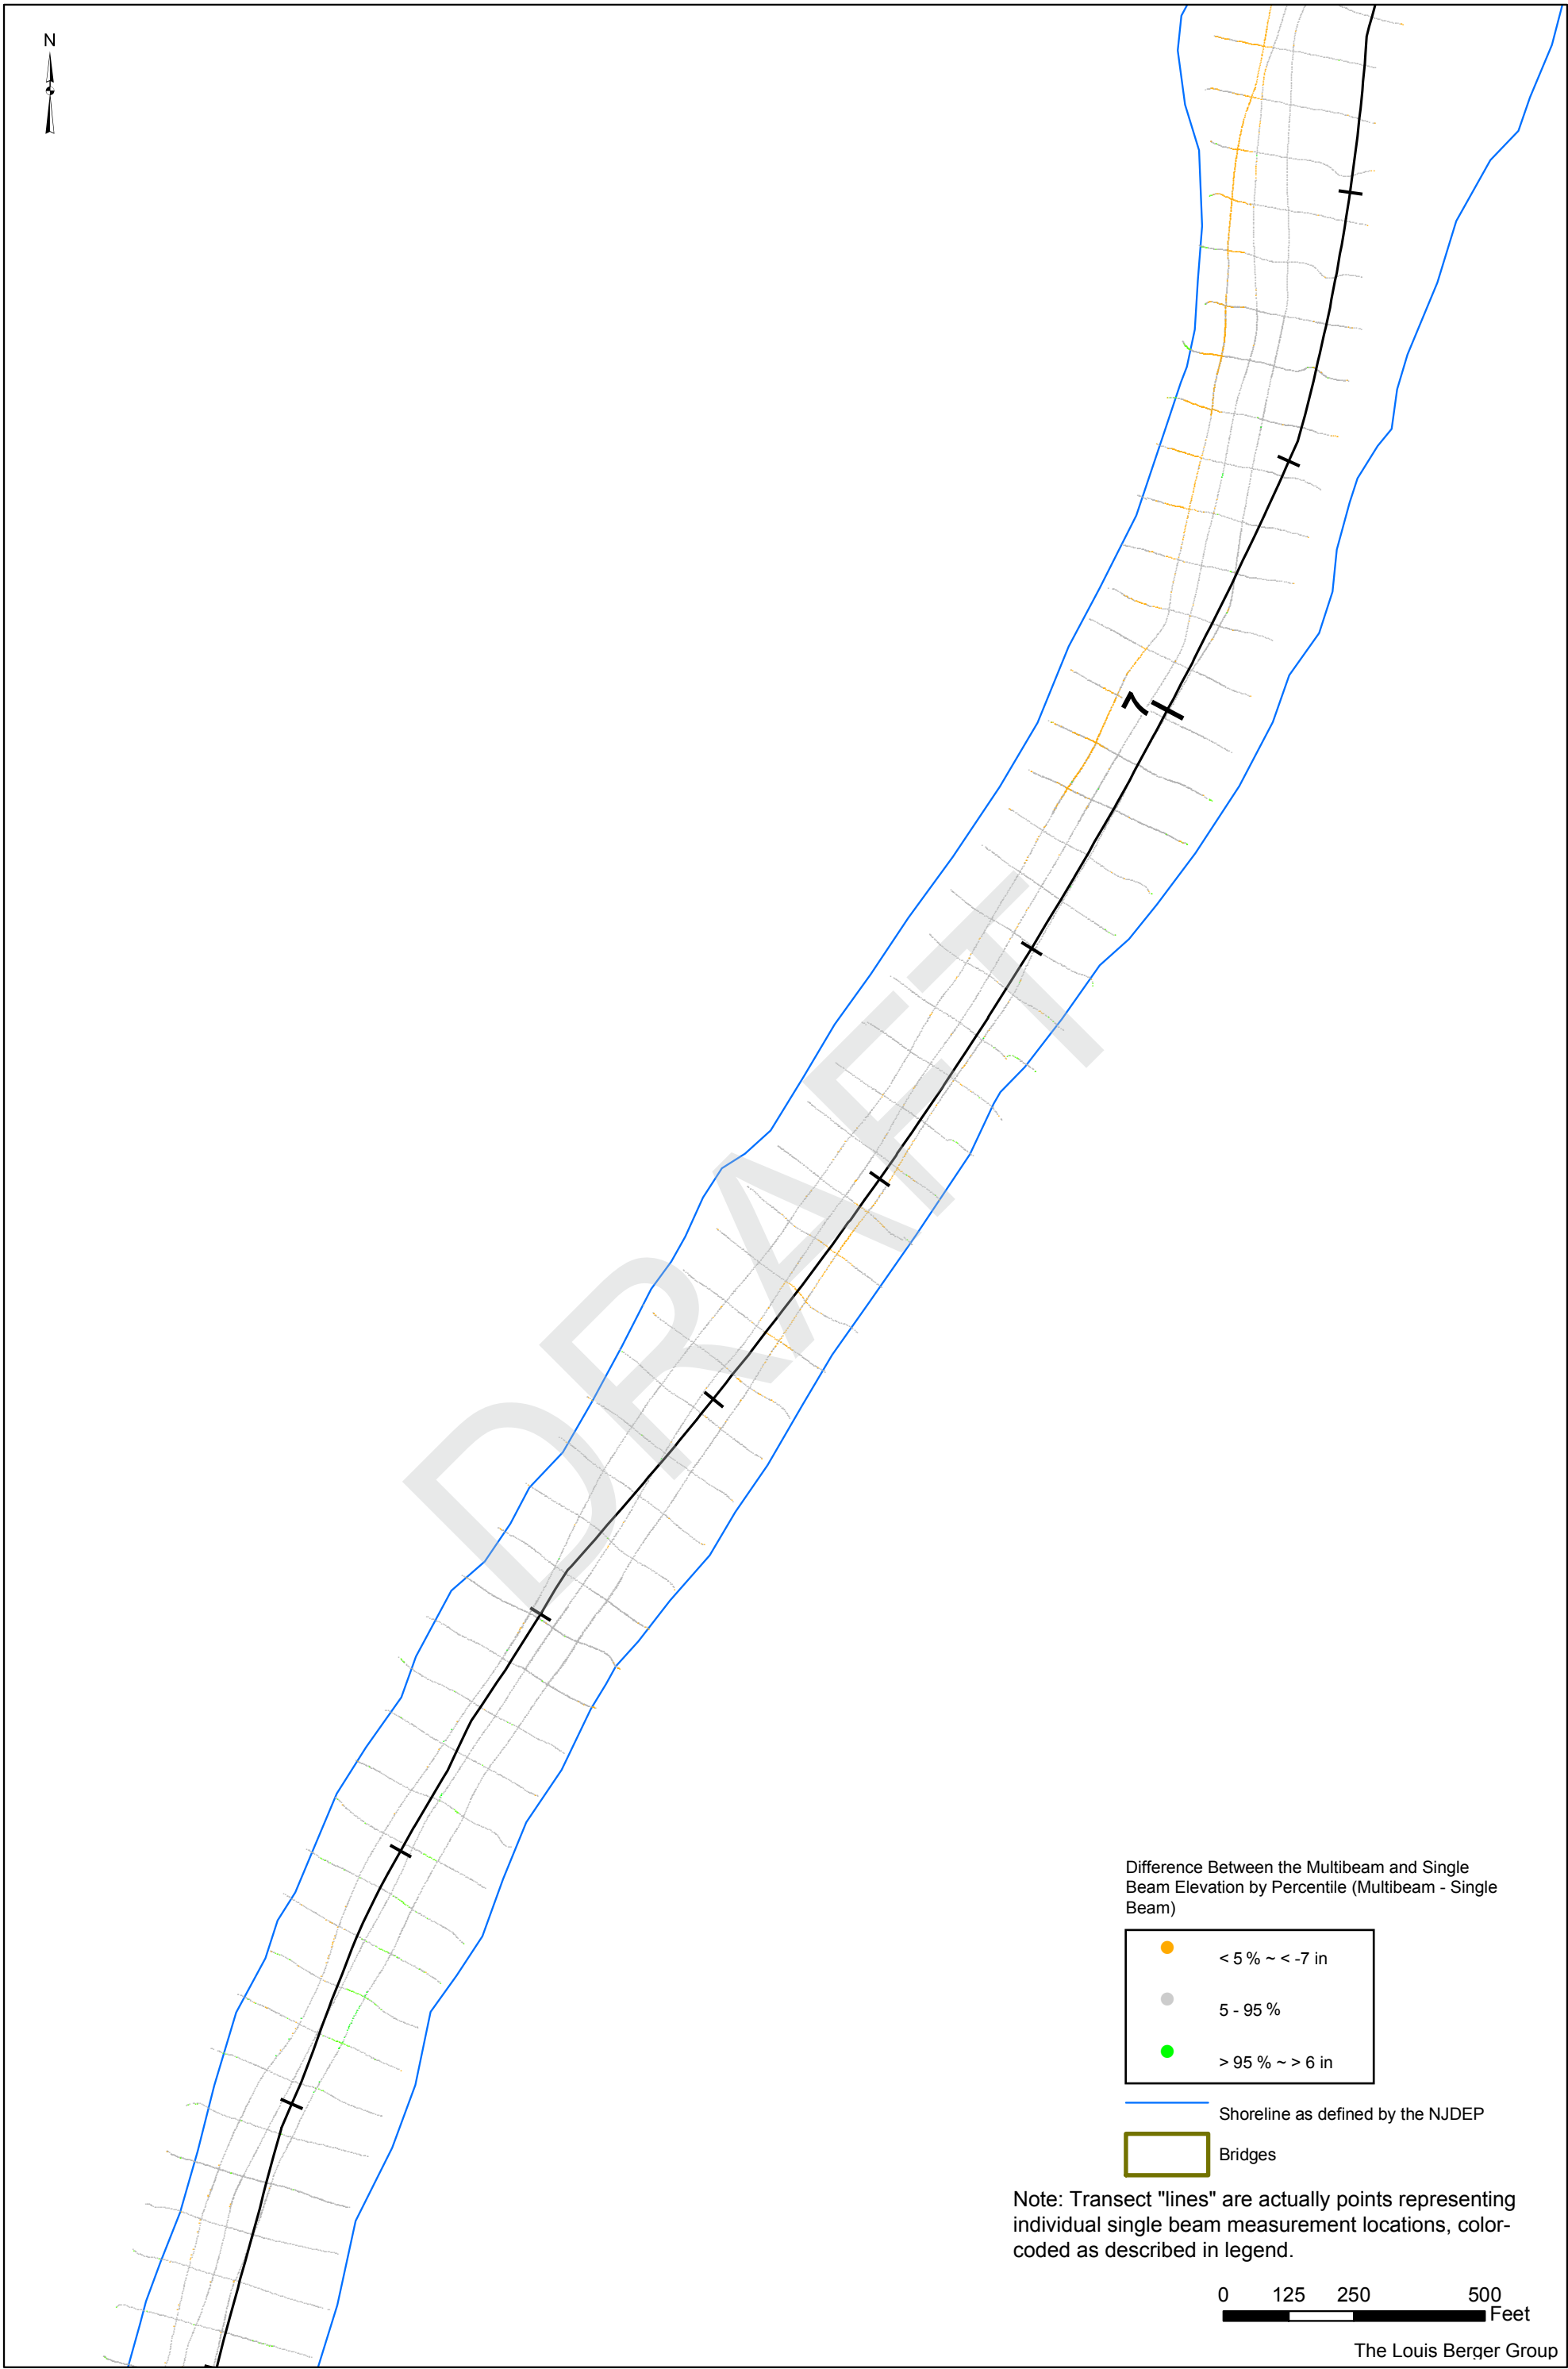 N
7
DRAFT
Difference Between the Multibeam and Single
Beam Elevation by Percentile (Multibeam - Single
Beam)
< 5 % ~ < -7 in
5 - 95 %
> 95 % ~ > 6 in
Shoreline as defined by the NJDEP
Bridges
Note: Transect "lines" are actually points representing
individual single beam measurement locations, color-
coded as described in legend.
0 125 250 500
Feet
The Louis Berger Group